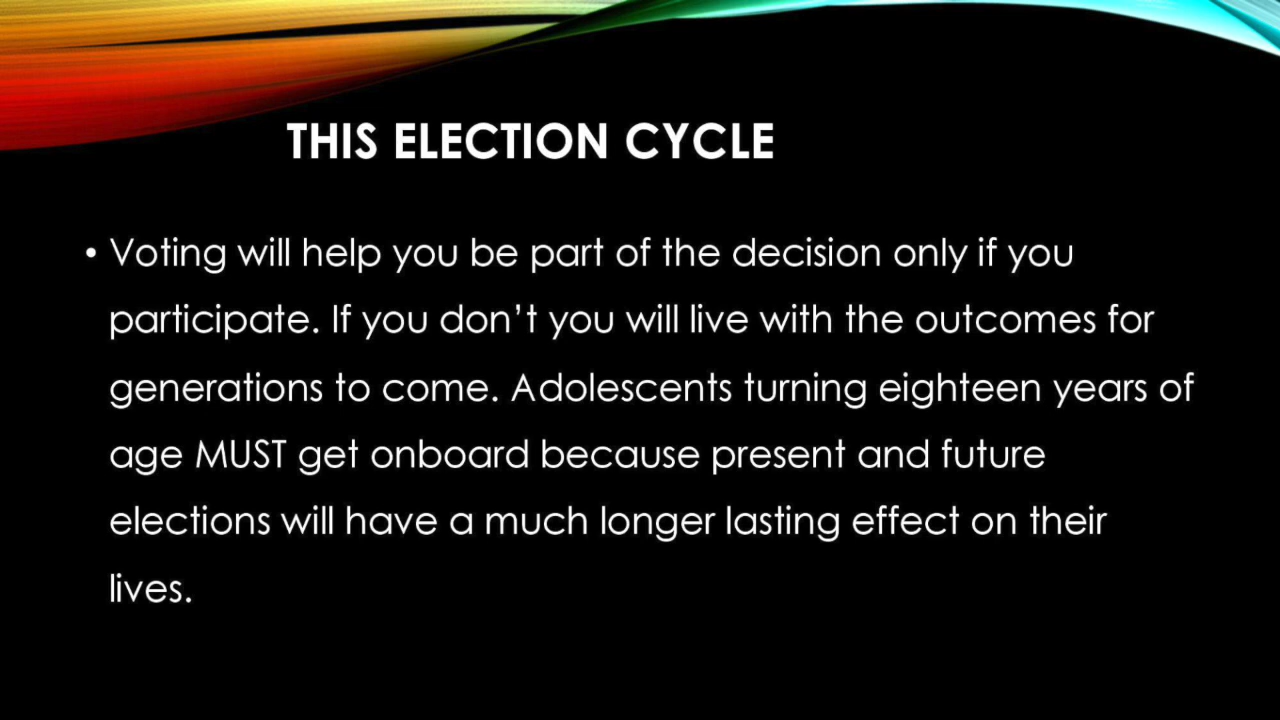 THIS ELECTION CYCLE
• Voting will help you be part of the decision only if you
participate. If you don’t you will live with the outcomes for
generations to come. Adolescents turning eighteen years of
age MUST get onboard because present and future
elections will have a much longer lasting effect on their
lives.